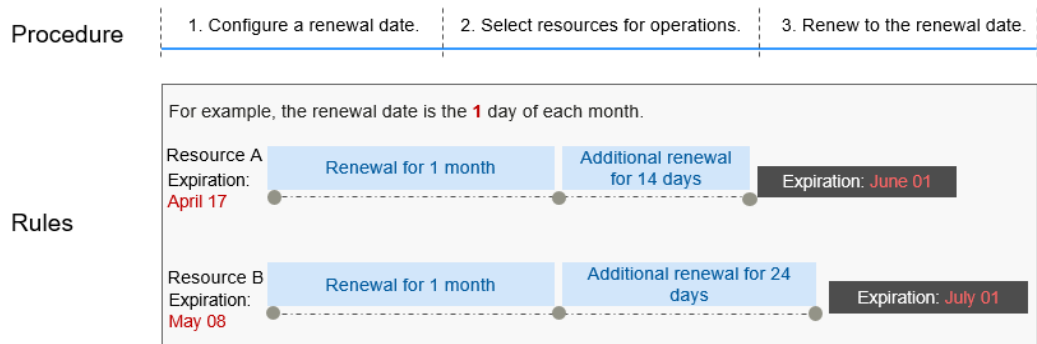 Procedure
1. Configure a renewal date.
2. Select resources for operations.
3. Renew to the renewal date.
Rules
For example, the renewal date is the 1 day of each month.
Resource A
Expiration:
April 17
Renewal for 1 month
Additional renewal
for 14 days
Expiration: June 01
Resource B
Expiration:
May 08
Renewal for 1 month
Additional renewal for 24
days
Expiration: July 01